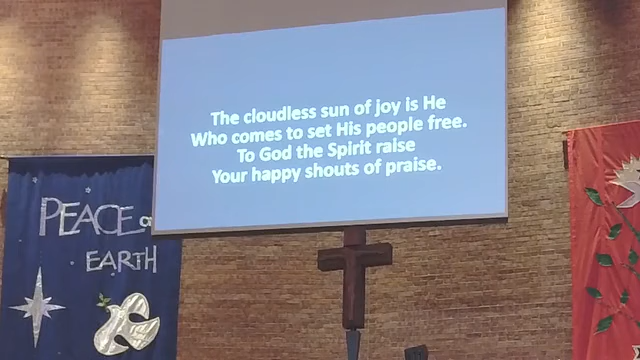 The cloudless sun of joy is He
Who comes to set His people free.
To God the Spirit raise
Your happy shouts of praise.
PEACE on
EARTH